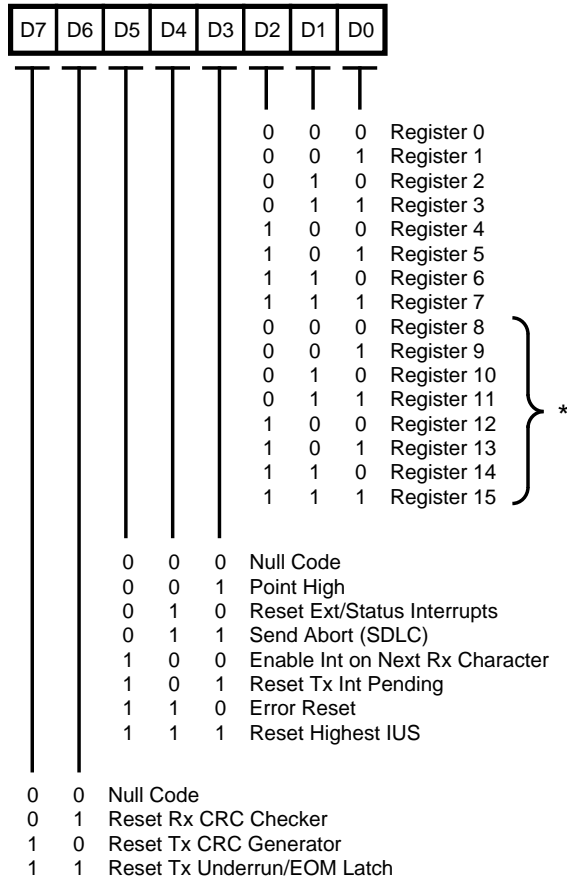 D7 D6 D5 D4 D3 D2 D1 D0
0 0 0 Register 0
0 0 1 Register 1
0 1 0 Register 2
0 1 1 Register 3
1 0 0 Register 4
1 0 1 Register 5
1 1 0 Register 6
1 1 1 Register 7
0 0 0 Register 8
0 0 1 Register 9
0 1 0 Register 10
0 1 1 Register 11
*
1 0 0 Register 12
1 0 1 Register 13
1 1 0 Register 14
1 1 1 Register 15
0 0 0 Null Code
0 0 1 Point High
0 1 0 Reset Ext/Status Interrupts
0 1 1 Send Abort (SDLC)
1 0 0 Enable Int on Next Rx Character
1 0 1 Reset Tx Int Pending
1 1 0 Error Reset
1 1 1 Reset Highest IUS
0 0 Null Code
0 1 Reset Rx CRC Checker
1 0 Reset Tx CRC Generator
1 1 Reset Tx Underrun/EOM Latch